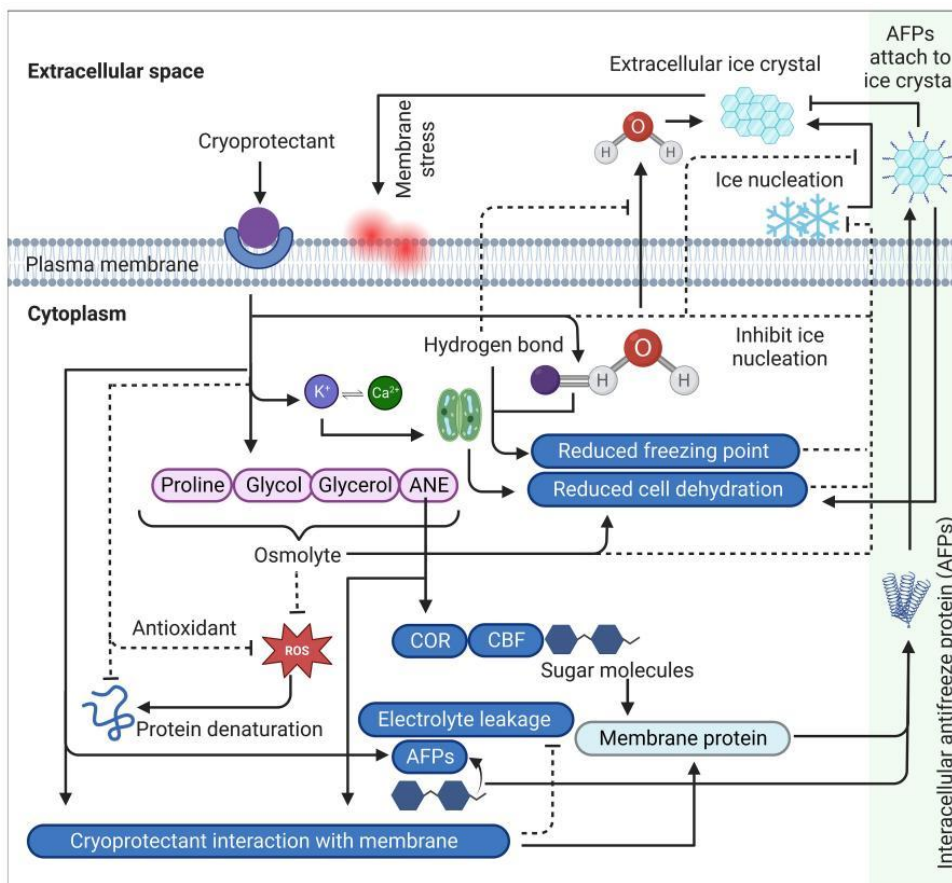 AFPs
attach to
ice crystal
Extracellular space
Extracellular ice crystal
Cryoprotectant
Membrane
stress
O
H
H
Ice nucleation
Plasma membrane
Cytoplasm
Hydrogen bond
Inhibit ice
nucleation
O
H
H
K+
Ca2+
Reduced freezing point
Proline
Glycol
Glycerol
ANE
Reduced cell dehydration
Osmolyte
Antioxidant
ROS
COR
CBF
Sugar molecules
Protein denaturation
Electrolyte leakage
Membrane protein
AFPs
Cryoprotectant interaction with membrane
Interacellular antifreeze protein (AFPs)